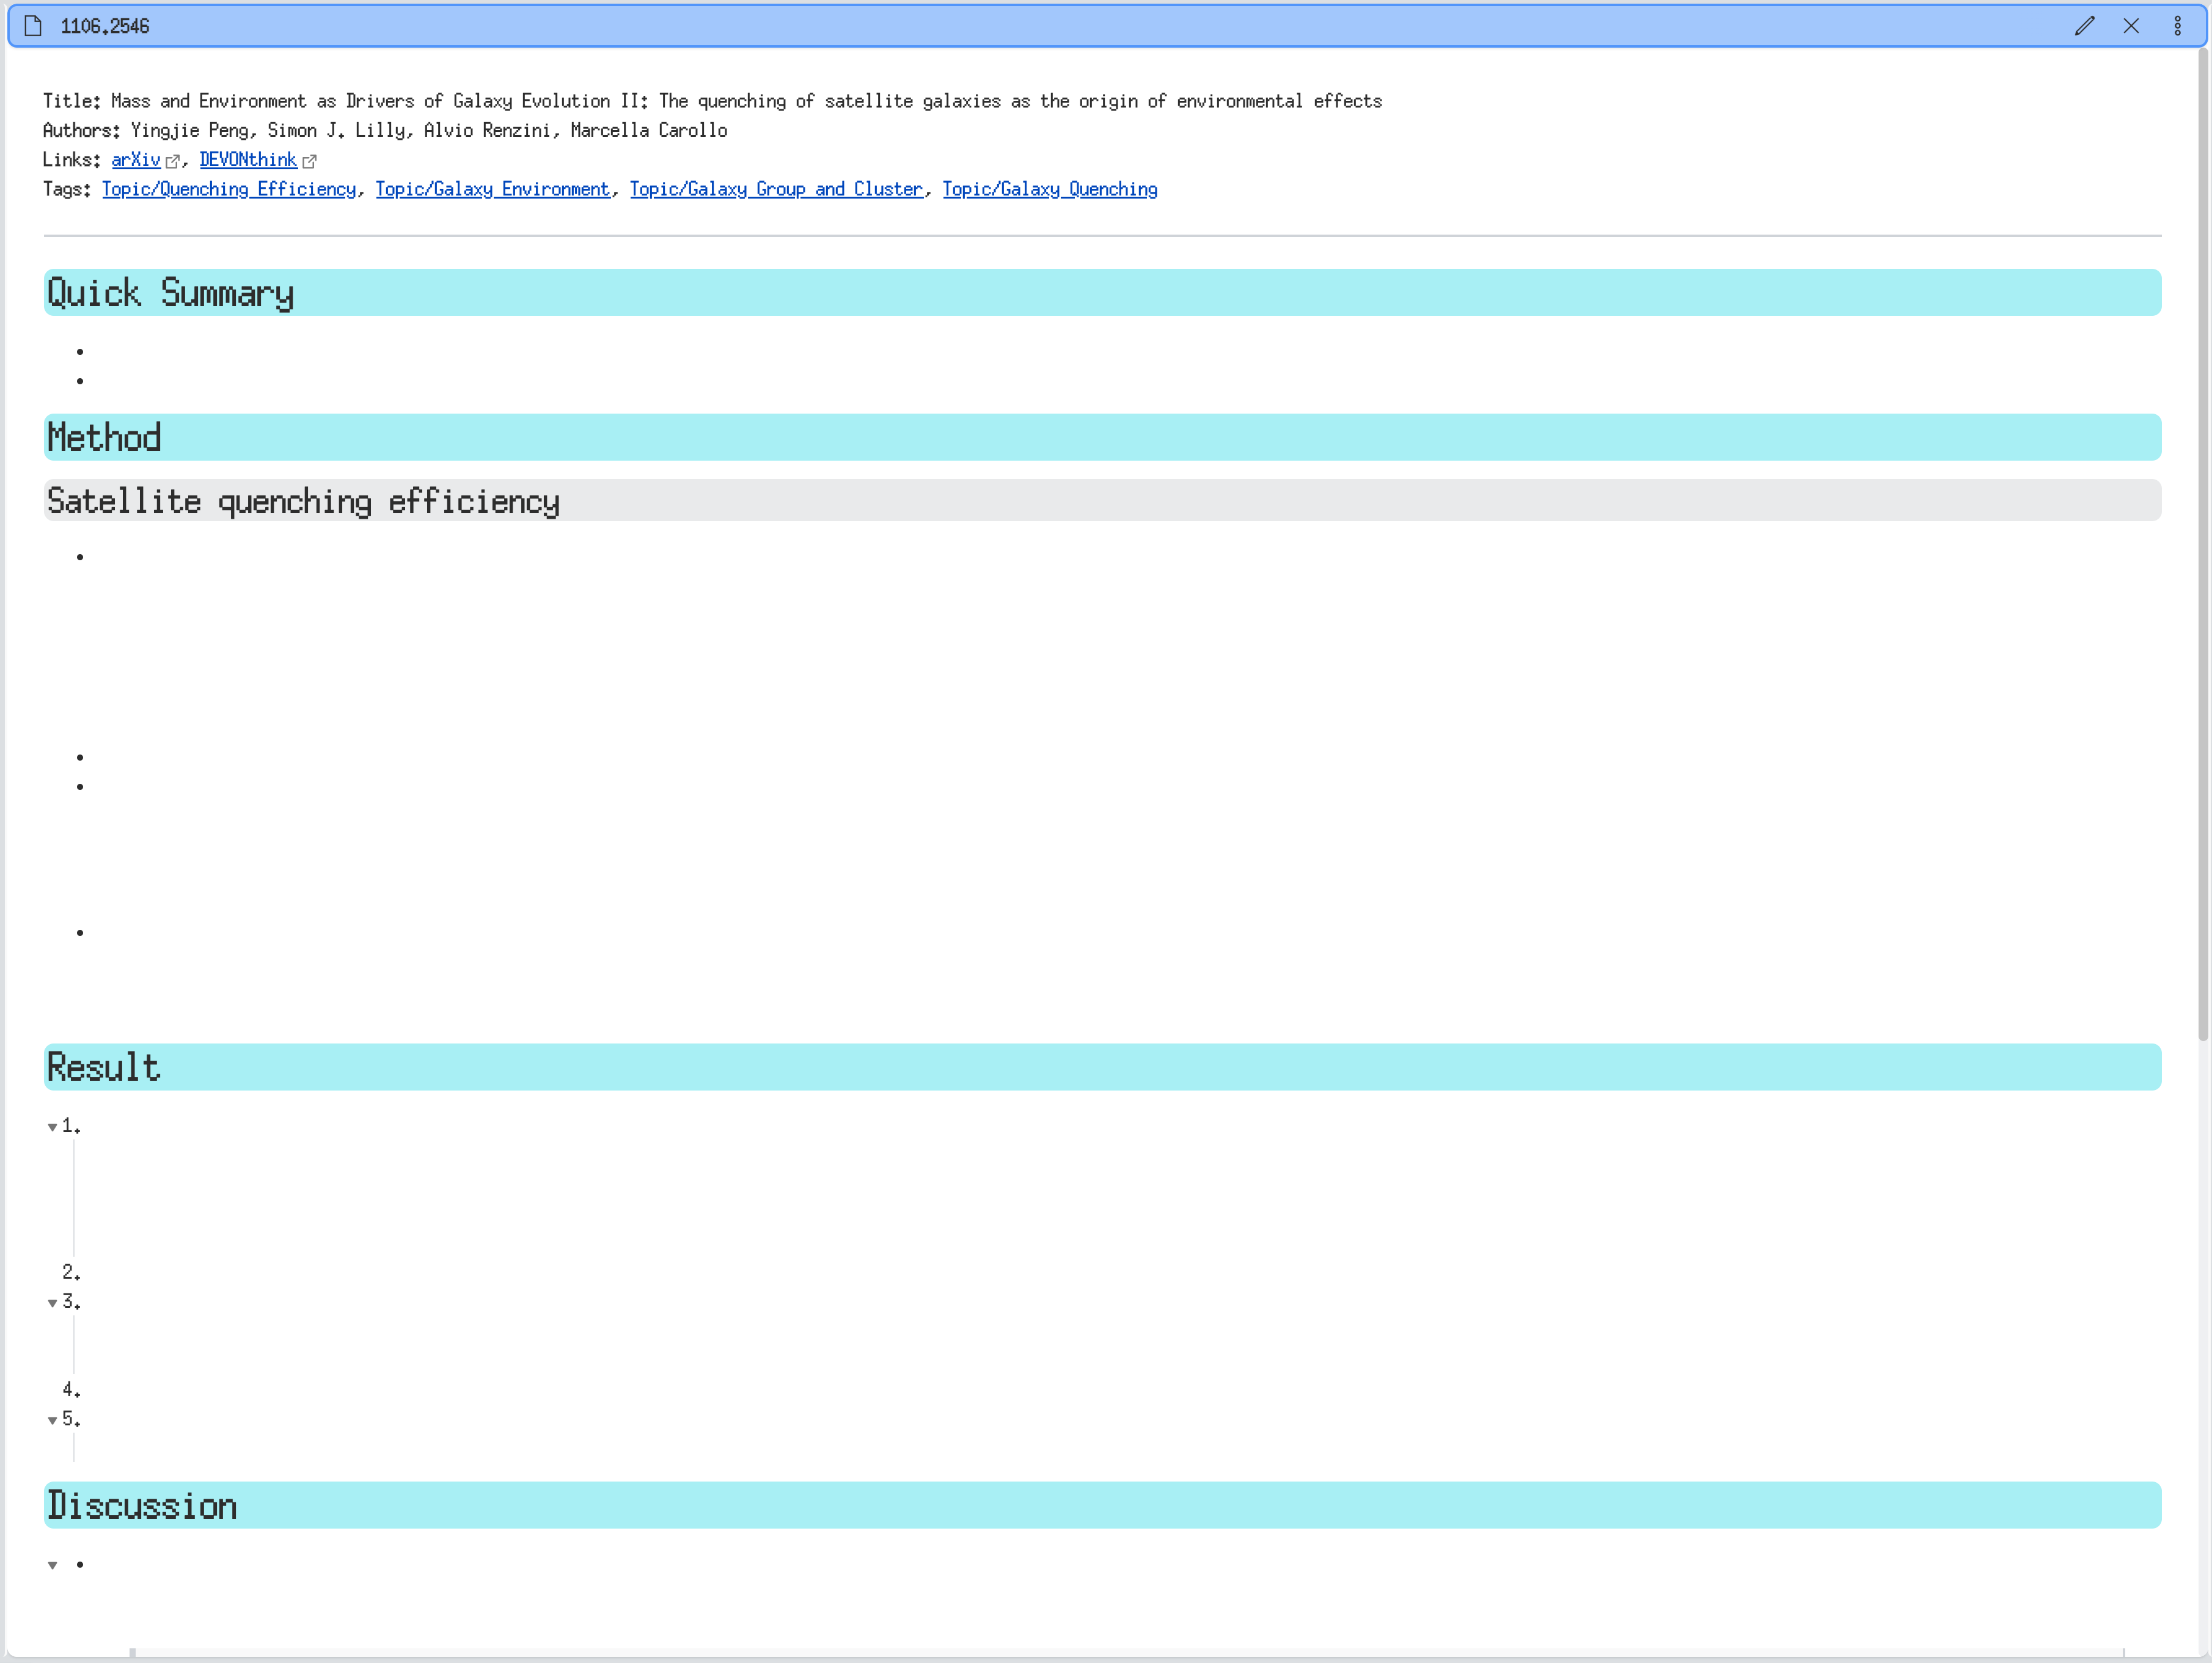 1106.2546
Title: Mass and Environment as Drivers of Galaxy Evolution II: The quenching of satellite galaxies as the origin of environmental effects
Authors: Yingjie Peng, Simon J. Lilly, Alvio Renzini, Marcella Carollo
Links: arXiv, DEVONthink
Tags: Topic/Quenching Efficiency, Topic/Galaxy Environment, Topic/Galaxy Group and Cluster, Topic/Galaxy Quenching
Quick Summary
Method
Satellite quenching efficiency
Result
1.
2.
3.
4.
5.
Discussion